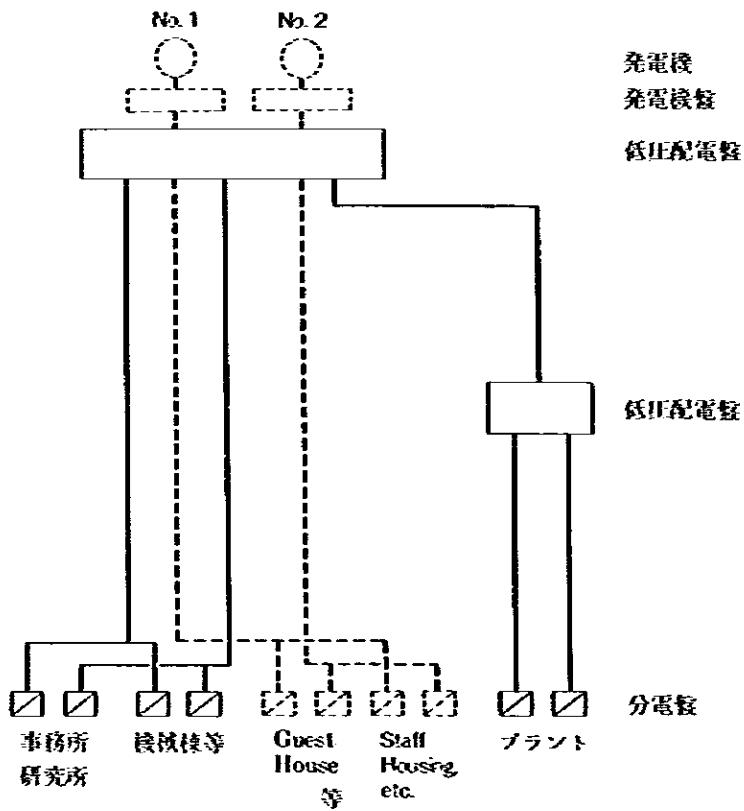 No. 1 No. 2
発電機
発電機盤
低圧配電盤
低圧配電盤
分電盤
事務所
研究所
機械棟等
Guest
House
等
Staff
Housing,
etc.
プラント